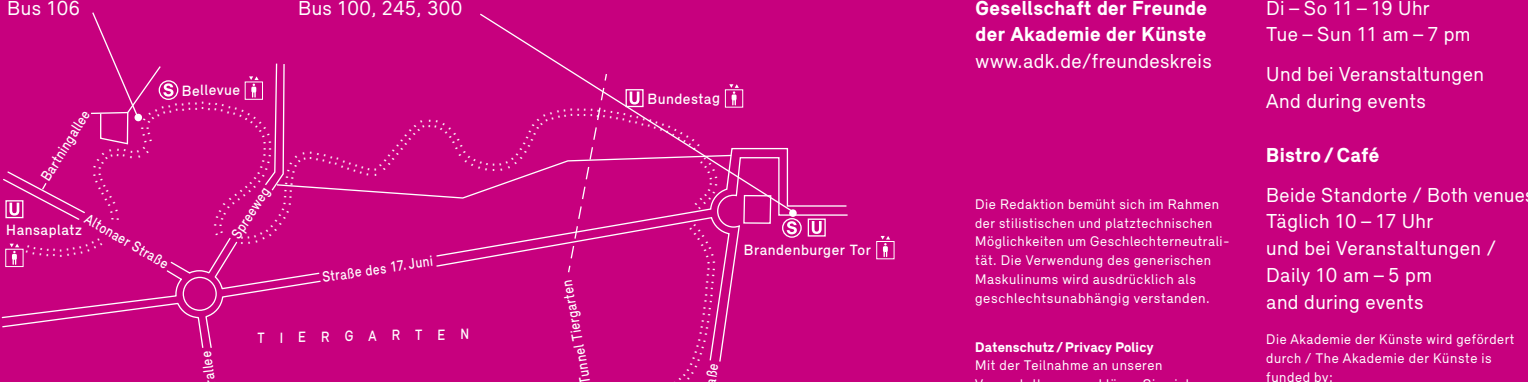 Bus 106
Bus 100, 245, 300
S Bellevue
U Bundestag
Bartningallee
U
Hansaplatz
Altonaer Straße
Spreeweg
Straße des 17. Juni
S U
Brandenburger Tor
TIERGARTEN
Tunnel Tiergarten
Gesellschaft der Freunde
der Akademie der Künste
www.adk.de/freundeskreis
Die Redaktion bemüht sich im Rahmen
der stilistischen und platztechnischen
Möglichkeiten um Geschlechterneutrali-
tät. Die Verwendung des generischen
Maskulinums wird ausdrücklich als
geschlechtsunabhängig verstanden.
Datenschutz / Privacy Policy
Mit der Teilnahme an unseren
Di – So 11 – 19 Uhr
Tue – Sun 11 am – 7 pm
Und bei Veranstaltungen
And during events
Bistro / Café
Beide Standorte / Both venues
Täglich 10 – 17 Uhr
und bei Veranstaltungen /
Daily 10 am – 5 pm
and during events
Die Akademie der Künste wird gefördert
durch / The Akademie der Künste is
funded by: